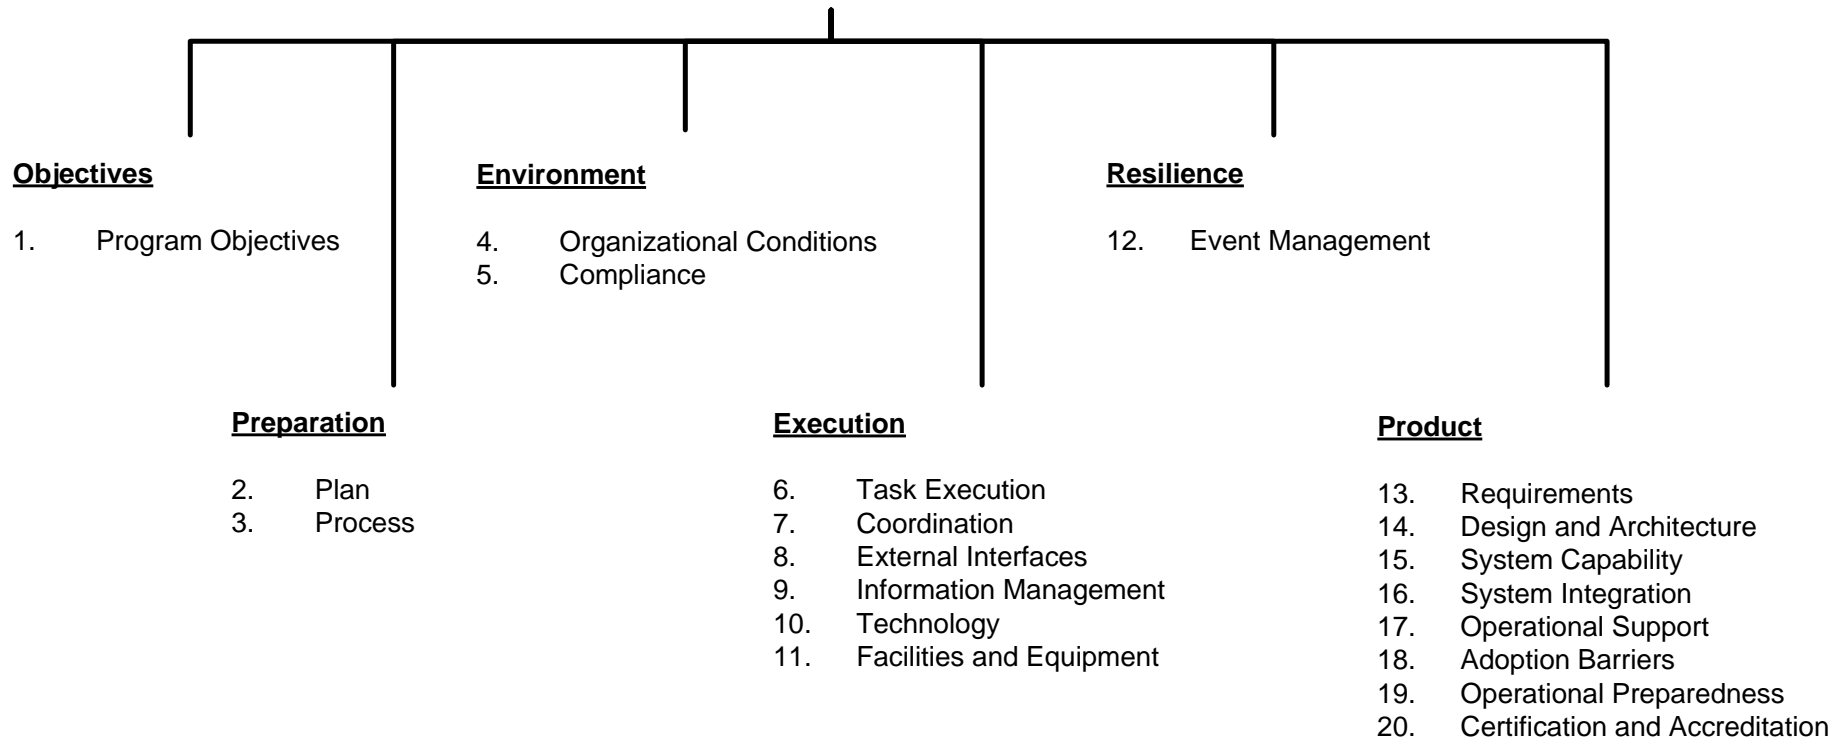 Objectives
1. Program Objectives
Environment
4. Organizational Conditions
5. Compliance
Resilience
12. Event Management
Preparation
2. Plan
3. Process
Execution
6. Task Execution
7. Coordination
8. External Interfaces
9. Information Management
10. Technology
11. Facilities and Equipment
Product
13. Requirements
14. Design and Architecture
15. System Capability
16. System Integration
17. Operational Support
18. Adoption Barriers
19. Operational Preparedness
20. Certification and Accreditation